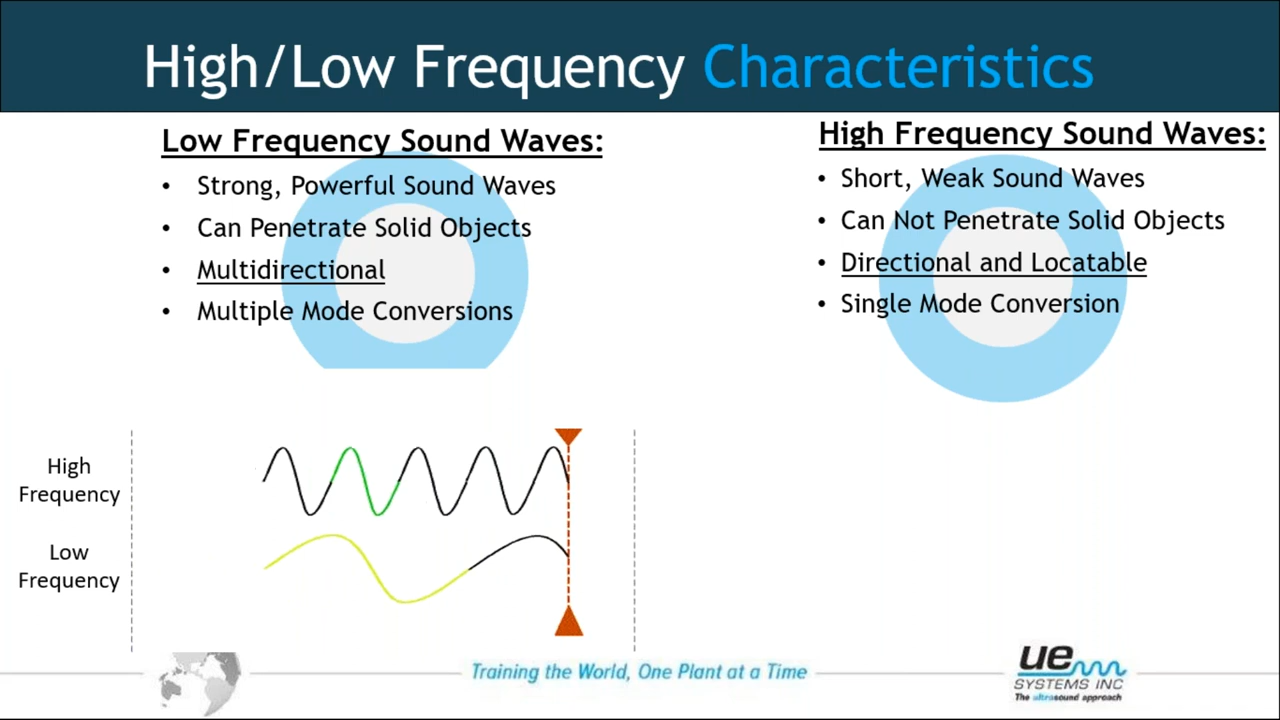 High/Low Frequency Characteristics
Low Frequency Sound Waves:
• Strong, Powerful Sound Waves
• Can Penetrate Solid Objects
• Multidirectional
• Multiple Mode Conversions
High Frequency Sound Waves:
• Short, Weak Sound Waves
• Can Not Penetrate Solid Objects
• Directional and Locatable
• Single Mode Conversion
High
Frequency
Low
Frequency
Training the World, One Plant at a Time
ue
SYSTEMS INC
The ultrasound approach